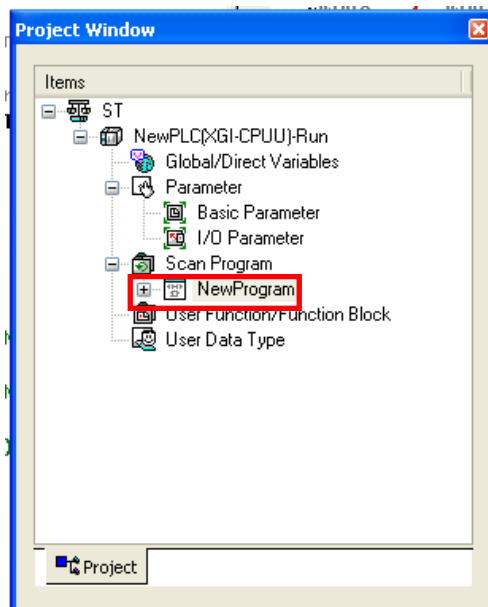 Project Window
Items
ST
NewPLC(XGI-CPUU)-Run
Global/Direct Variables
Parameter
Basic Parameter
I/O Parameter
Scan Program
NewProgram
User Function/Function Block
User Data Type
Project